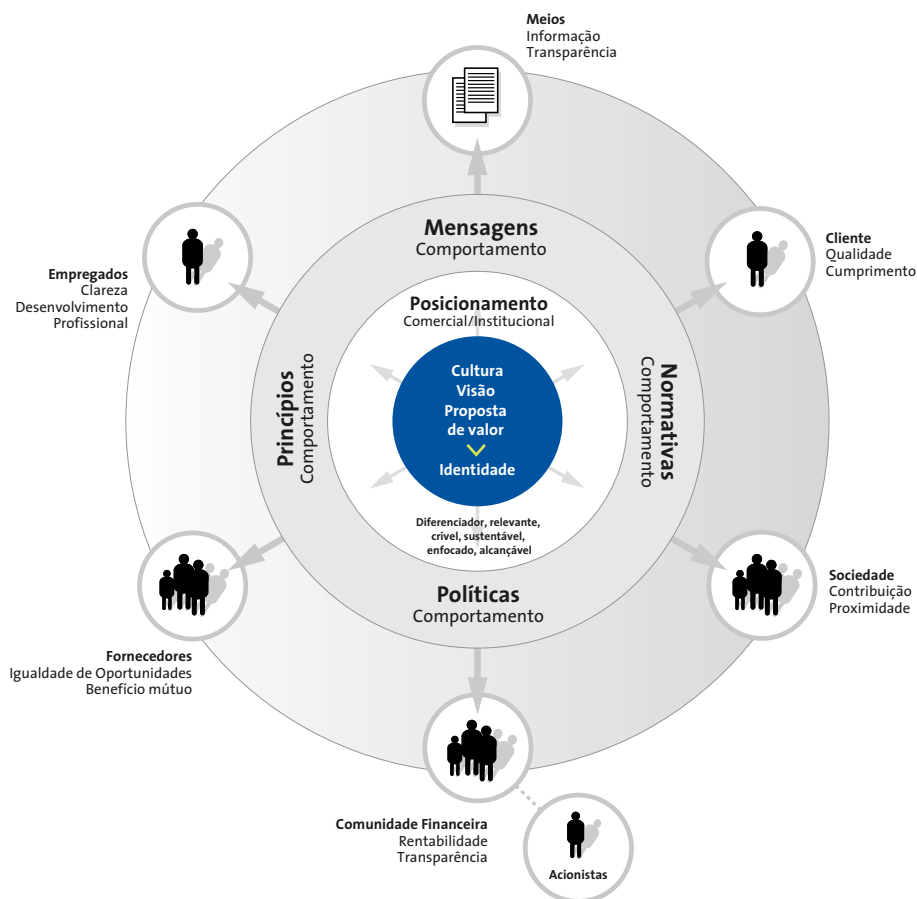 Meios
Informação
Transparência
Mensagens
Comportamento
Cliente
Qualidade
Cumprimento
Empregados
Clareza
Desenvolvimento
Profissional
Posicionamento
Comercial/Institucional
Cultura
Visão
Proposta
de valor
Identidade
Princípios
Comportamento
Normativas
Comportamento
Diferenciador, relevante,
crível, sustentável,
enfocado, alcançável
Políticas
Comportamento
Sociedade
Contribuição
Proximidade
Fornecedores
Igualdade de Oportunidades
Benefício mútuo
Comunidade Financeira
Rentabilidade
Transparência
Acionistas